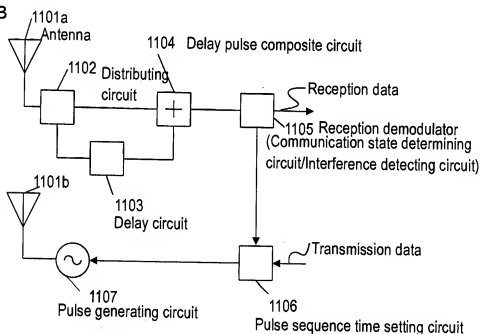 B
1101a
Antenna
1104
Delay pulse composite circuit
1102
Distributing
circuit
Reception data
1105 Reception demodulator
(Communication state determining
circuit/Interference detecting circuit)
1103
Delay circuit
1101b
Transmission data
1107
Pulse generating circuit
1106
Pulse sequence time setting circuit